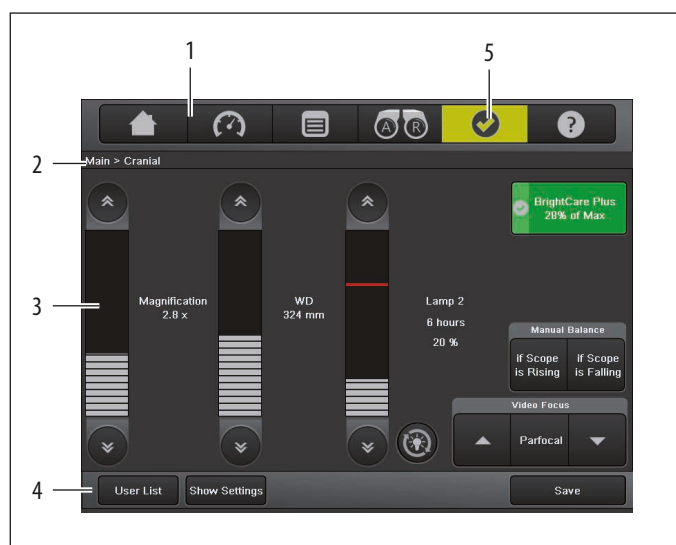 1
5
A
R
?
2
Main > Cranial
BrightCare Plus
28% of Max
3
Magnification
2.8 x
WD
324 mm
Lamp 2
6 hours
20 %
Manual Balance
if Scope
is Rising
if Scope
is Falling
Video Focus
Parfocal
4
User List
Show Settings
Save